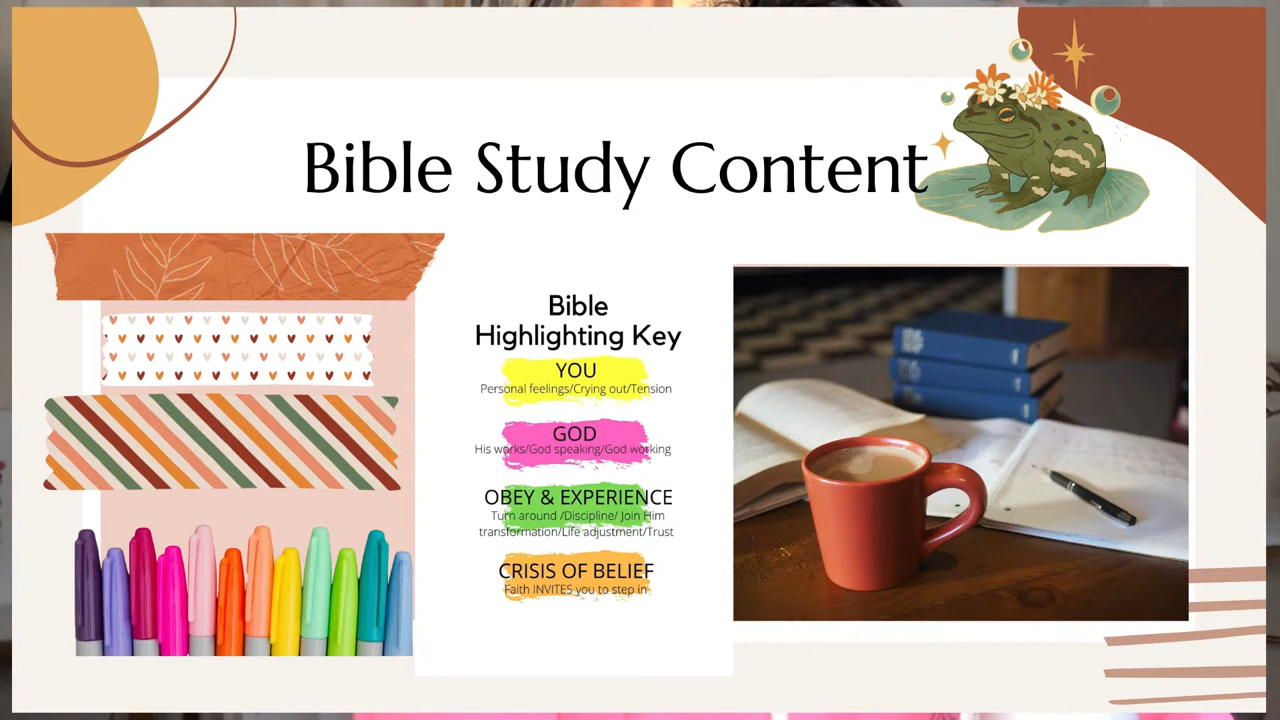 Bible Study Content
Bible
Highlighting Key
YOU
Personal feelings/Crying out/Tension
GOD
His works/God speaking/God working
OBEY & EXPERIENCE
Turn around /Discipline/ Join Him
transformation/Life adjustment/Trust
CRISIS OF BELIEF
Faith INVITES you to step in